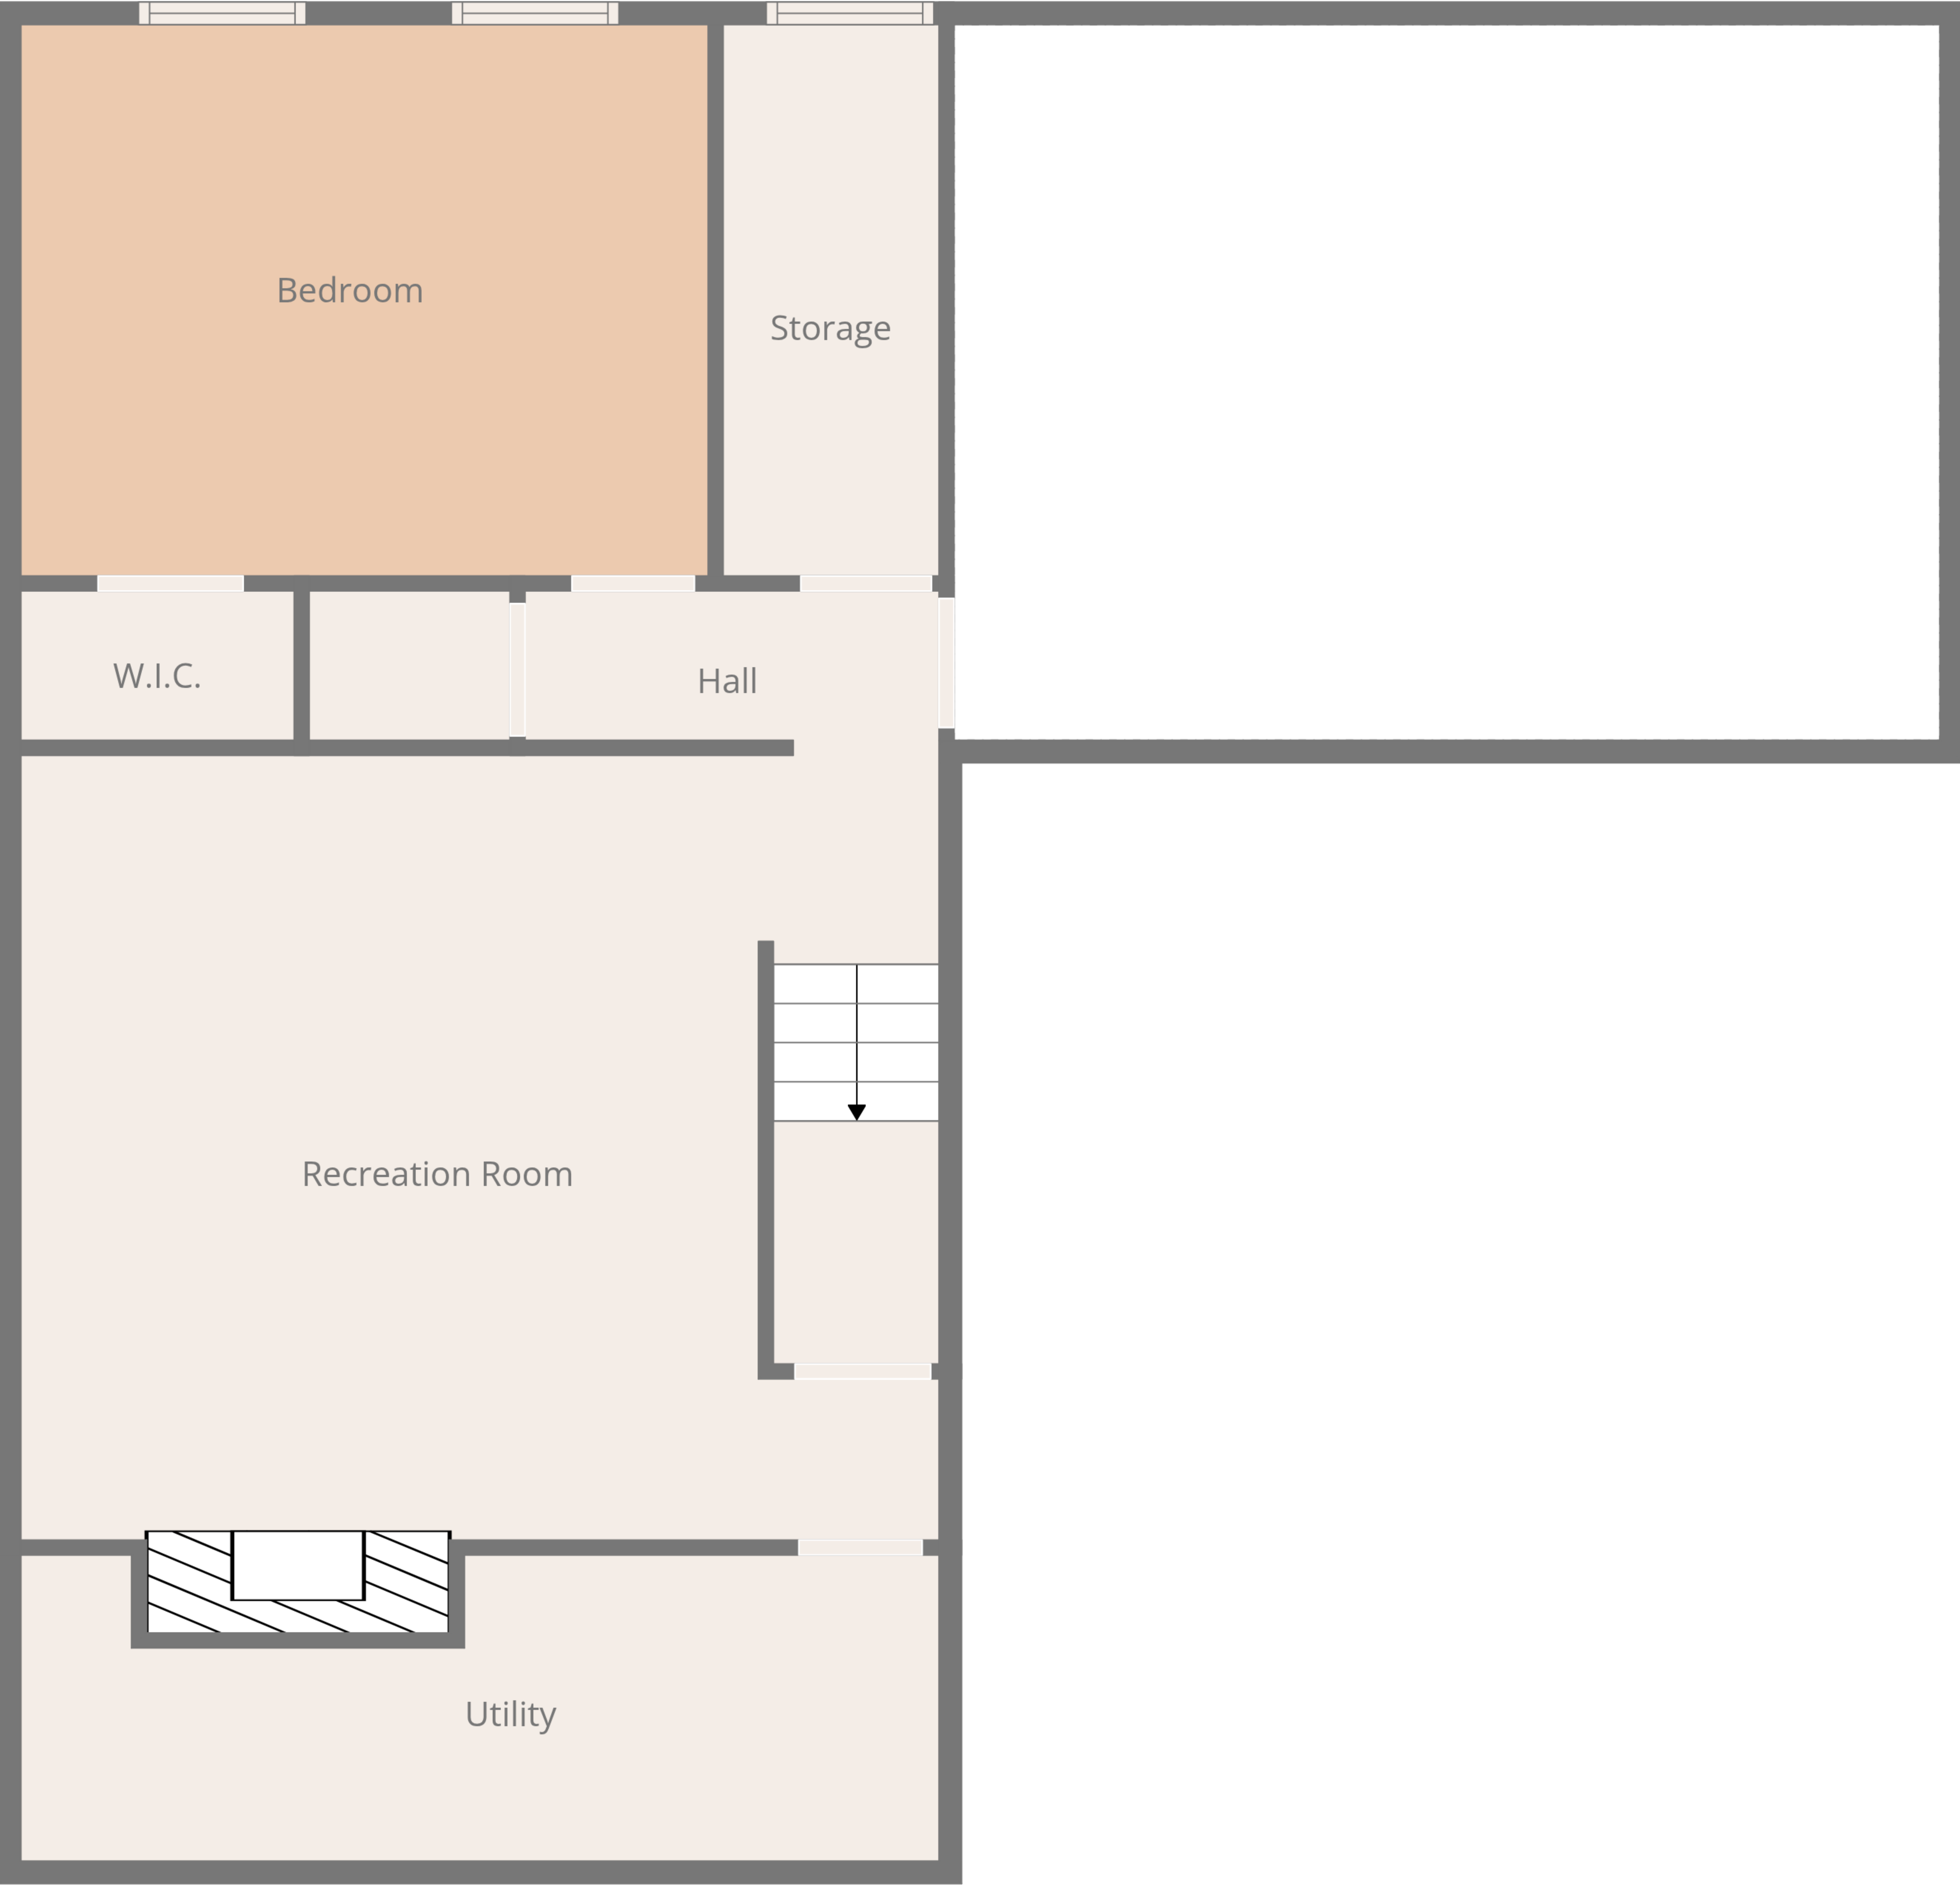 Bedroom
Storage
W.I.C.
Hall
Recreation Room
Utility